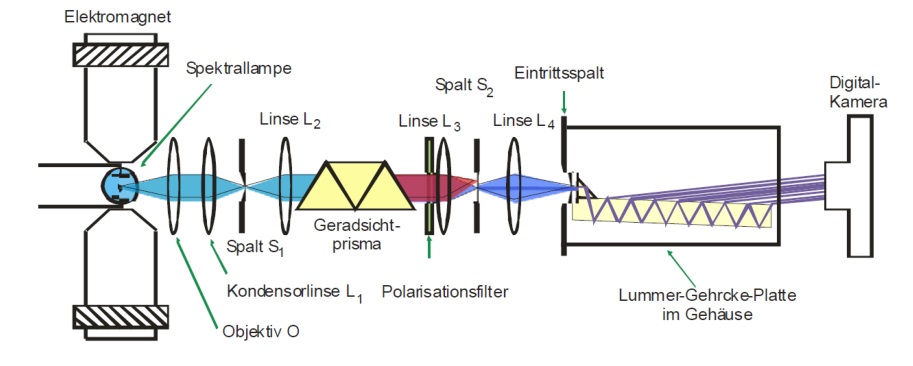 Elektromagnet
Spektrallampe
Linse L2
Linse L3
Spalt S2
Linse L4
Eintrittsspalt
Digital-
Kamera
Spalt S1
Geradsicht-
prisma
Kondensorlinse L1
Polarisationsfilter
Objektiv O
Lummer-Gehrcke-Platte
im Gehäuse